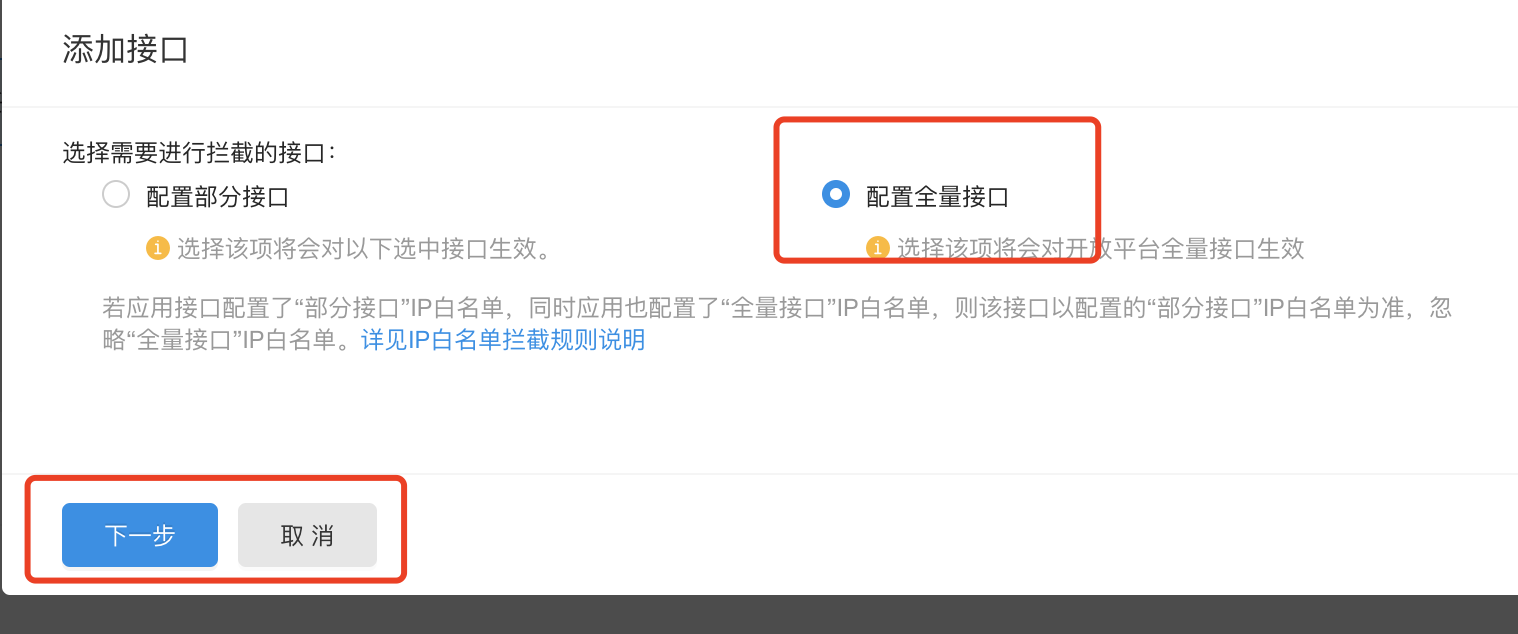 添加接口
选择需要进行拦截的接口：
配置部分接口
配置全量接口
选择该项将会对以下选中接口生效。
选择该项将会对开放平台全量接口生效
若应用接口配置了“部分接口”IP白名单，同时应用也配置了“全量接口”IP白名单，则该接口以配置的“部分接口”IP白名单为准，忽
略“全量接口”IP白名单。详见IP白名单拦截规则说明
下一步
取 消